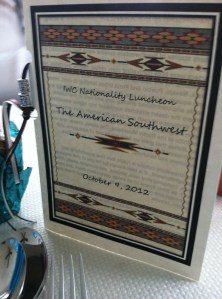 IWC Nationality Luncheon
The American Southwest
October 9, 2012